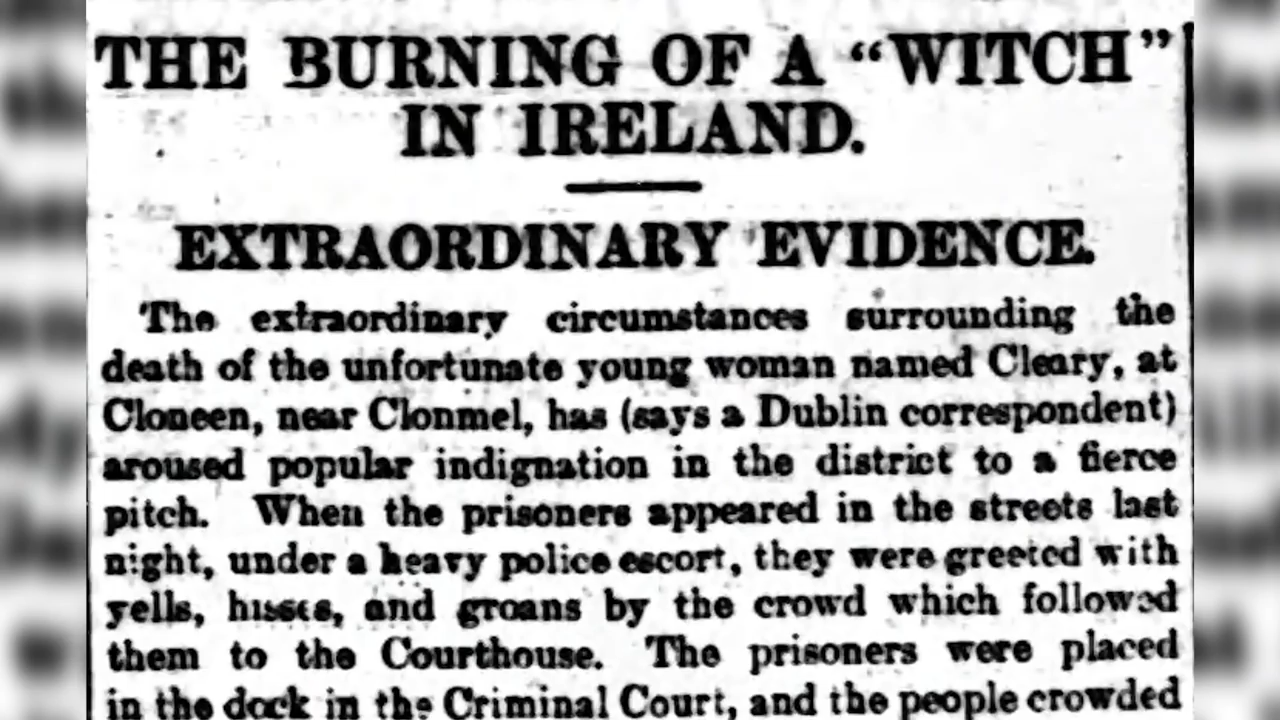 THE BURNING OF A “WITCH”
IN IRELAND.
EXTRAORDINARY EVIDENCE.
The extraordinary circumstances surrounding the
death of the unfortunate young woman named Cleary, at
Cloneen, near Clonmel, has (says a Dublin correspondent)
aroused popular indignation in the district to a fierce
pitch. When the prisoners appeared in the streets last
night, under a heavy police escort, they were greeted with
yells, hisses, and groans by the crowd which followed
them to the Courthouse. The prisoners were placed
in the dock in the Criminal Court, and the people crowded